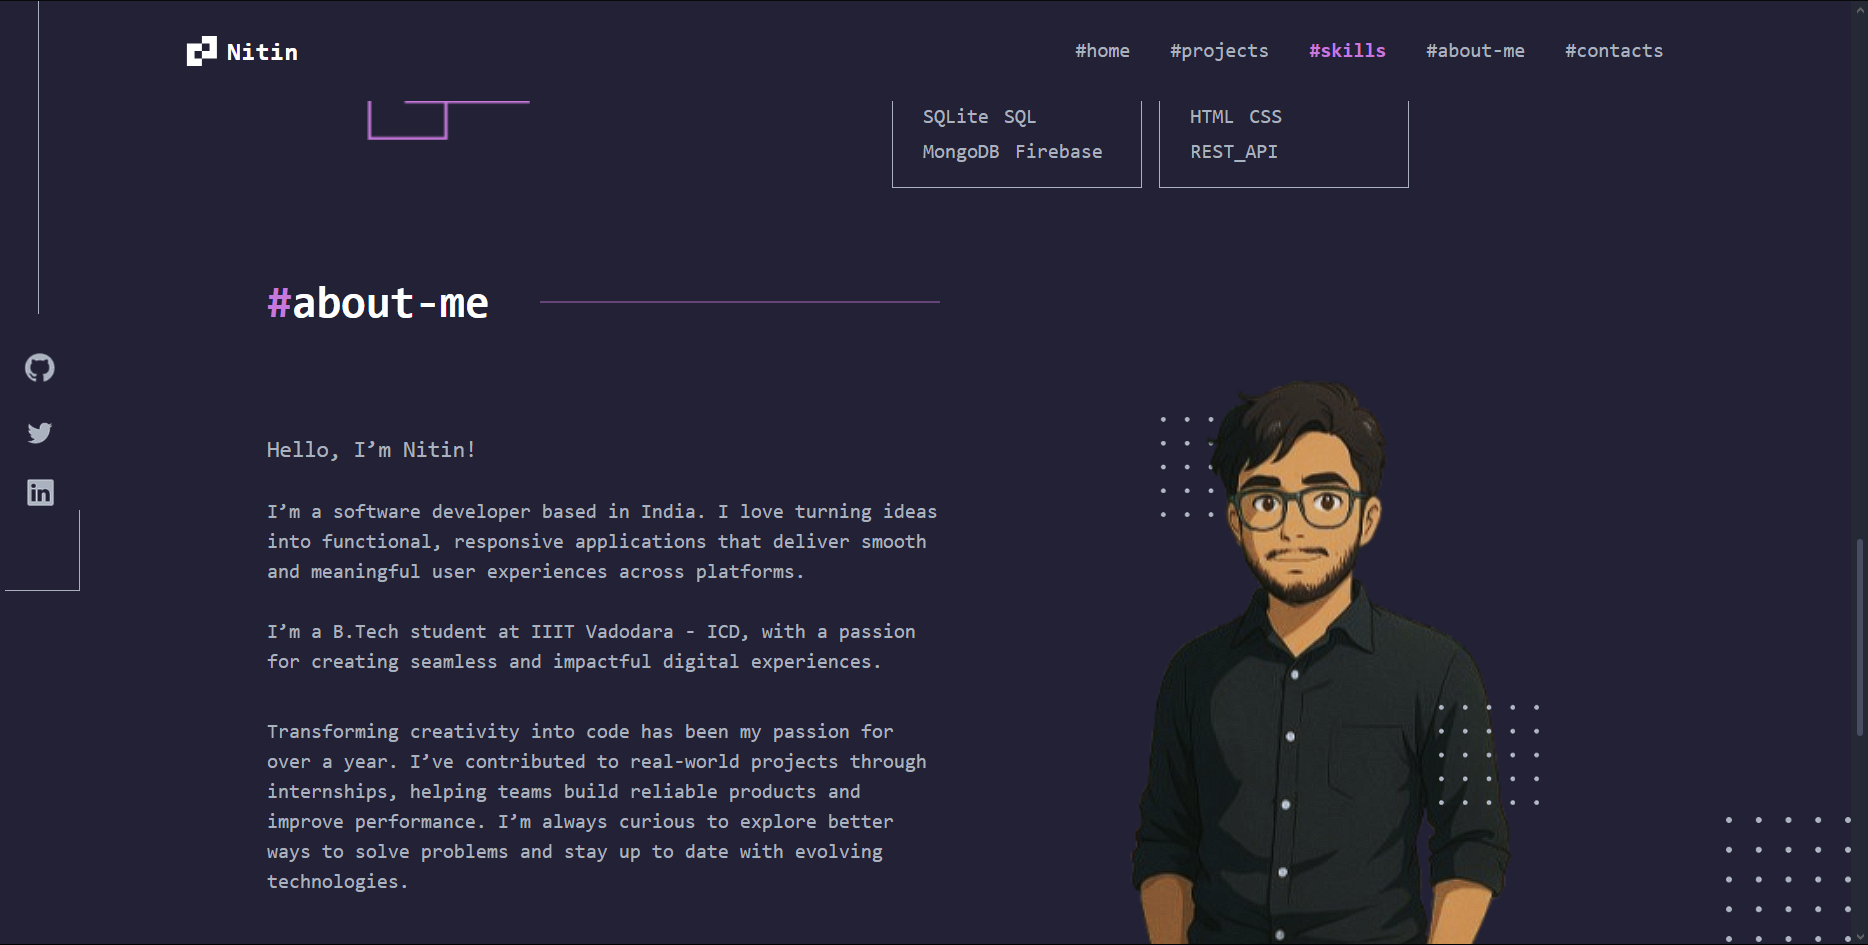 Nitin
#home #projects #skills #about-me #contacts
SQLite SQL
MongoDB Firebase
HTML CSS
REST_API
#about-me
Hello, I’m Nitin!
I’m a software developer based in India. I love turning ideas
into functional, responsive applications that deliver smooth
and meaningful user experiences across platforms.
I’m a B.Tech student at IIIT Vadodara - ICD, with a passion
for creating seamless and impactful digital experiences.
Transforming creativity into code has been my passion for
over a year. I’ve contributed to real-world projects through
internships, helping teams build reliable products and
improve performance. I’m always curious to explore better
ways to solve problems and stay up to date with evolving
technologies.
in